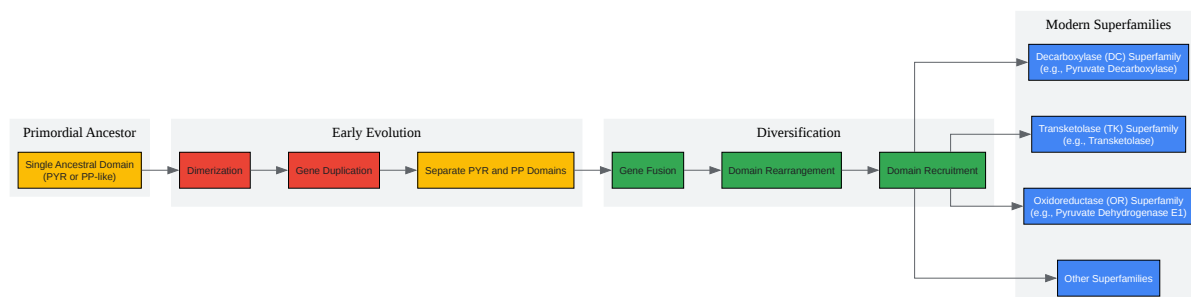 Primordial Ancestor
Single Ancestral Domain
(PYR or PP-like)
Early Evolution
Dimerization
Gene Duplication
Separate PYR and PP Domains
Diversification
Gene Fusion
Domain Rearrangement
Domain Recruitment
Modern Superfamilies
Decarboxylase (DC) Superfamily
(e.g., Pyruvate Decarboxylase)
Transketolase (TK) Superfamily
(e.g., Transketolase)
Oxidoreductase (OR) Superfamily
(e.g., Pyruvate Dehydrogenase E1)
Other Superfamilies